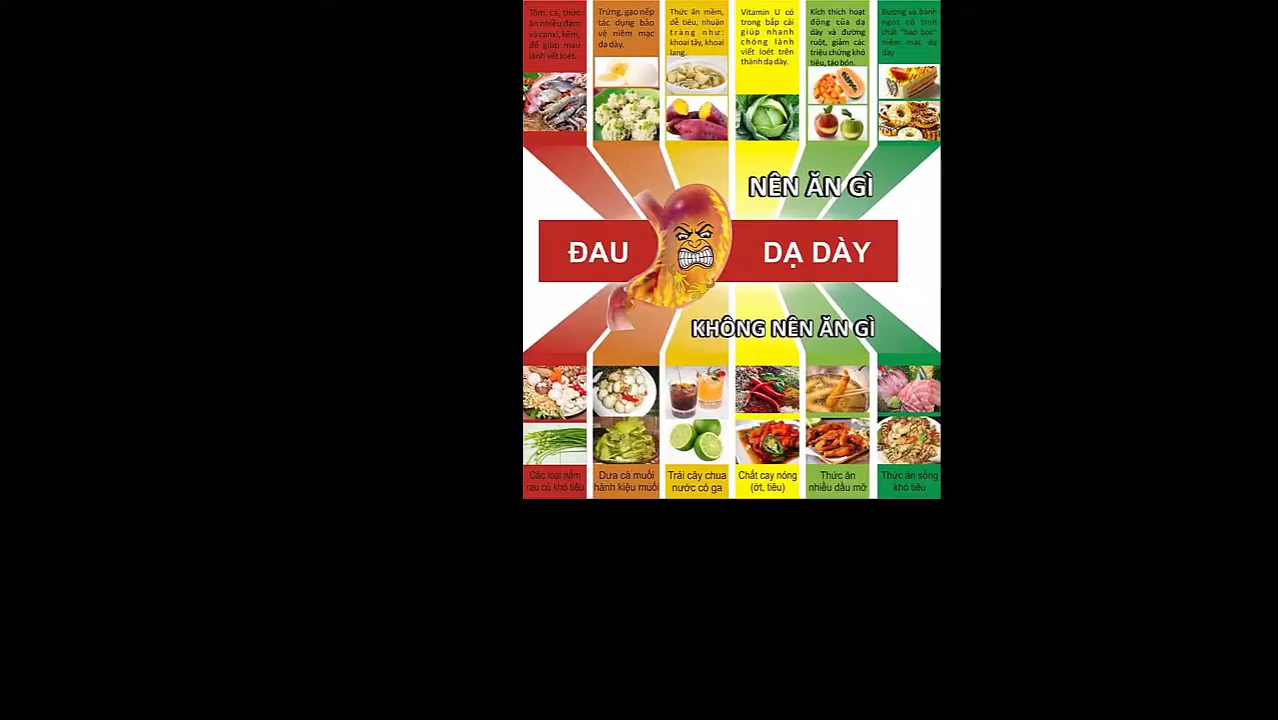 Tôm, cá, thức
ăn nhiều đạm
và canxi, kẽm,
để giúp mau
lành vết loét.
Trứng, gạo nếp
tác dụng bảo
vệ niêm mạc
dạ dày.
Thức ăn mềm,
dễ tiêu, nhuận
tràng như:
khoai tây, khoai
lang.
Vitamin U có
trong bắp cải
giúp nhanh
chóng lành
viết loét trên
thành dạ dày.
Kích thích hoạt
động của dạ
dày và đường
ruột, giảm các
triệu chứng khó
tiêu, táo bón.
Đường và bánh
ngọt có tính
chất "bao bọc"
niêm mạc dạ
dày
NÊN ĂN GÌ
ĐAU DẠ DÀY
KHÔNG NÊN ĂN GÌ
Các loại nấm
rau củ khó tiêu
Dưa cà muối
hành kiệu muối
Trái cây chua
nước có ga
Chất cay nóng
(ớt, tiêu)
Thức ăn
nhiều dầu mỡ
Thức ăn sống
khó tiêu